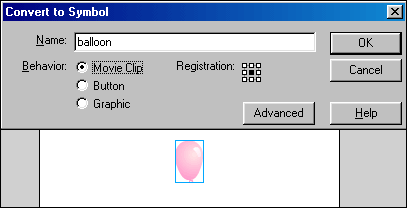 Convert to Symbol
Name: balloon OK
Behavior: Movie Clip Registration: Cancel
Button
Graphic
Advanced Help